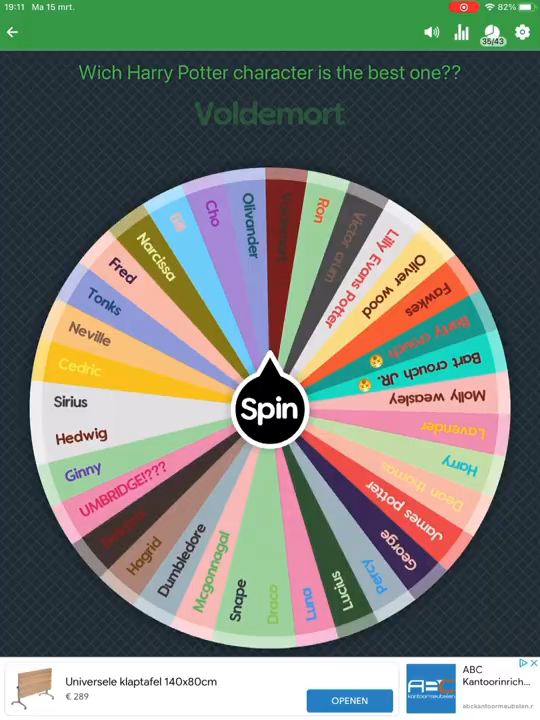 19:11 Ma 15 mrt. 82%
35/43
Wich Harry Potter character is the best one??
Voldemort
Ron
Victor crum
Lilly Evans Potter
Oliver wood
Fawkes
Barty crouch
Bart crouch JR.
Molly weasley
Lavender
Harry
Dean thomas
James potter
George
Percy
Lucius
Luna
Draco
Snape
Mcgonnagal
Dumbledore
Hagrid
UMBRIDGE!????
Ginny
Hedwig
Sirius
Cedric
Neville
Tonks
Fred
Narcissa
Cho
Olivander
Spin
Universele klaptafel 140x80cm
€ 289
OPENEN
ABC
ABC
Kantoorinrich...
abckantoormeubelen.r